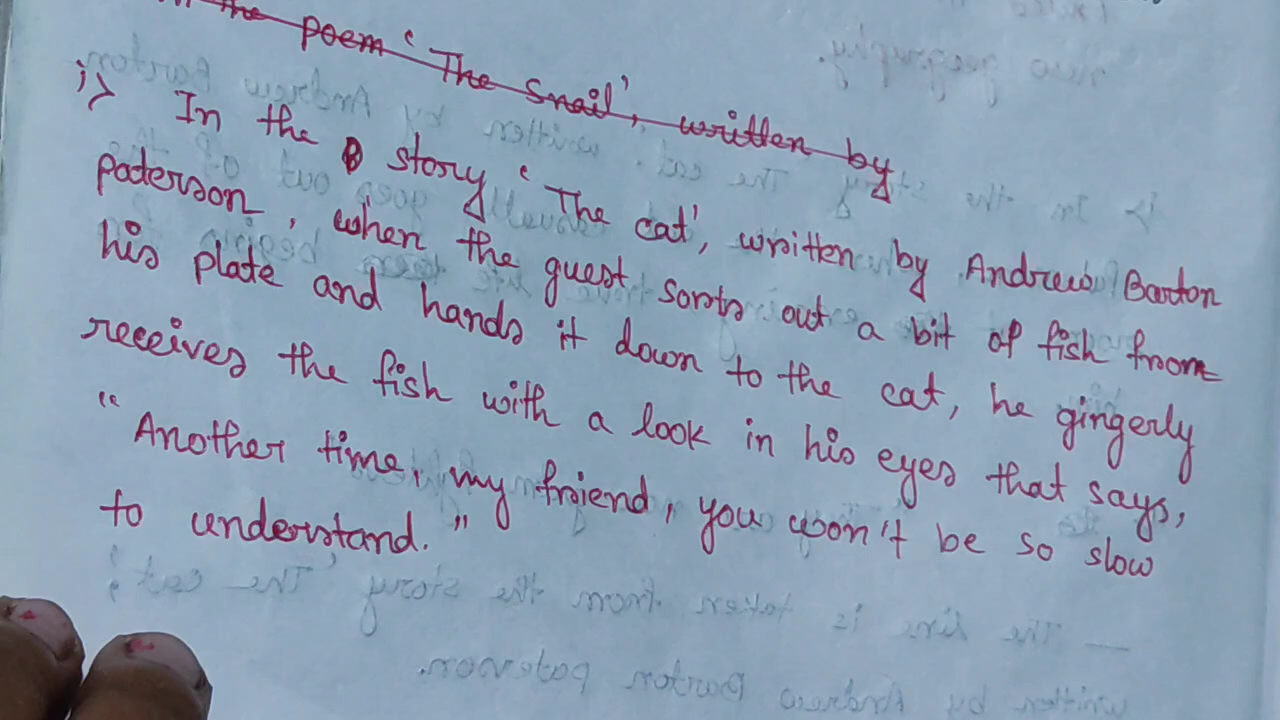 the poem 'The Snail', written by
i> In the story 'The cat', written by Andrew Barton
paterson, when the guest sorts out a bit of fish from
his plate and hands it down to the cat, he gingerly
receives the fish with a look in his eyes that says,
"Another time, my friend, you won't be so slow
to understand."